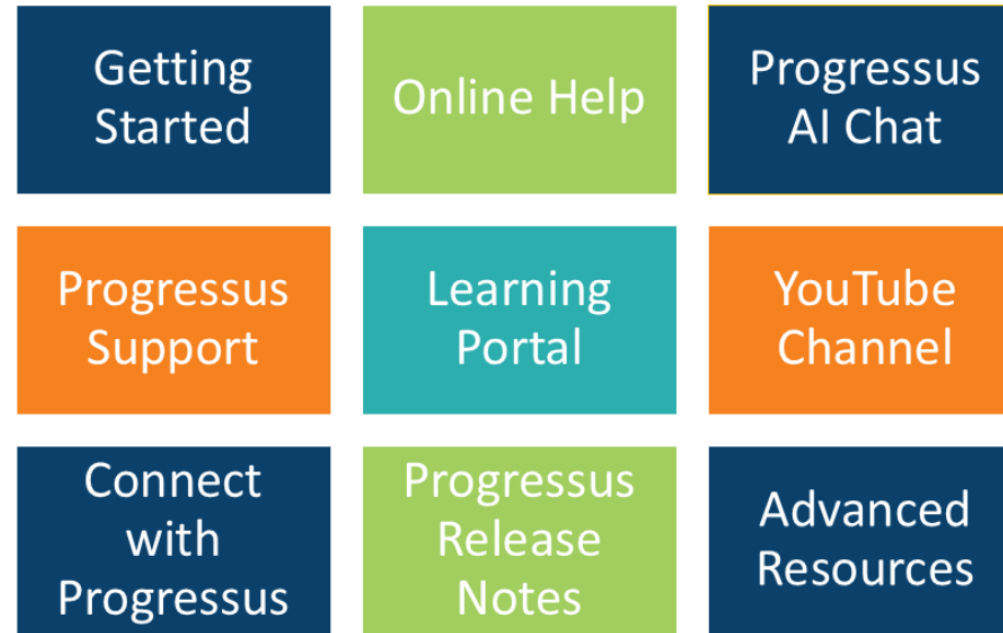 Getting
Started
Online Help
Progressus
AI Chat
Progressus
Support
Learning
Portal
YouTube
Channel
Connect
with
Progressus
Progressus
Release
Notes
Advanced
Resources